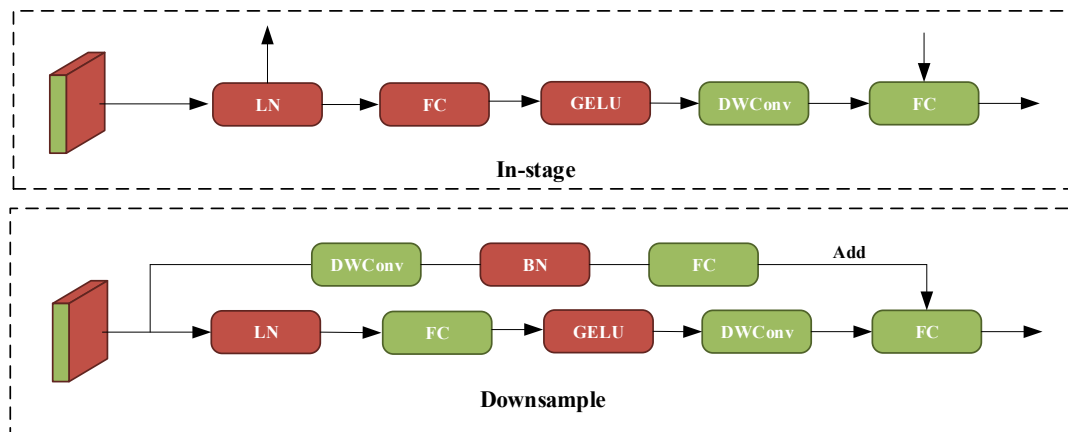 LN FC GELU DWConv FC
In-stage
DWConv BN FC Add
LN FC GELU DWConv FC
Downsample